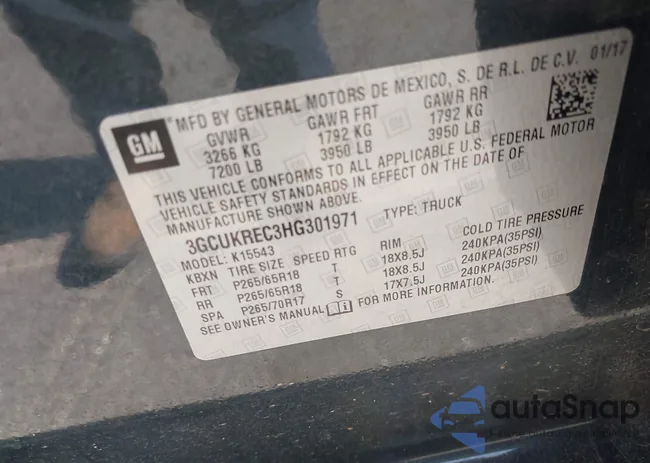 GM
MFD BY GENERAL MOTORS DE MEXICO, S. DE R.L. DE C.V. 01/17
GVWR GAWR FRT GAWR RR
3266 KG 1792 KG 1792 KG
7200 LB 3950 LB 3950 LB
THIS VEHICLE CONFORMS TO ALL APPLICABLE U.S. FEDERAL MOTOR
VEHICLE SAFETY STANDARDS IN EFFECT ON THE DATE OF
MANUFACTURE SHOWN ABOVE.
3GCUKREC3HG301971 TYPE: TRUCK
MODEL: K15543
KBXN TIRE SIZE SPEED RTG RIM COLD TIRE PRESSURE
FRT P265/65R18 T 18X8.5J 240KPA(35PSI)
RR P265/65R18 T 18X8.5J 240KPA(35PSI)
SPA P265/70R17 S 17X7.5J 240KPA(35PSI)
SEE OWNER'S MANUAL FOR MORE INFORMATION.
autoSnap